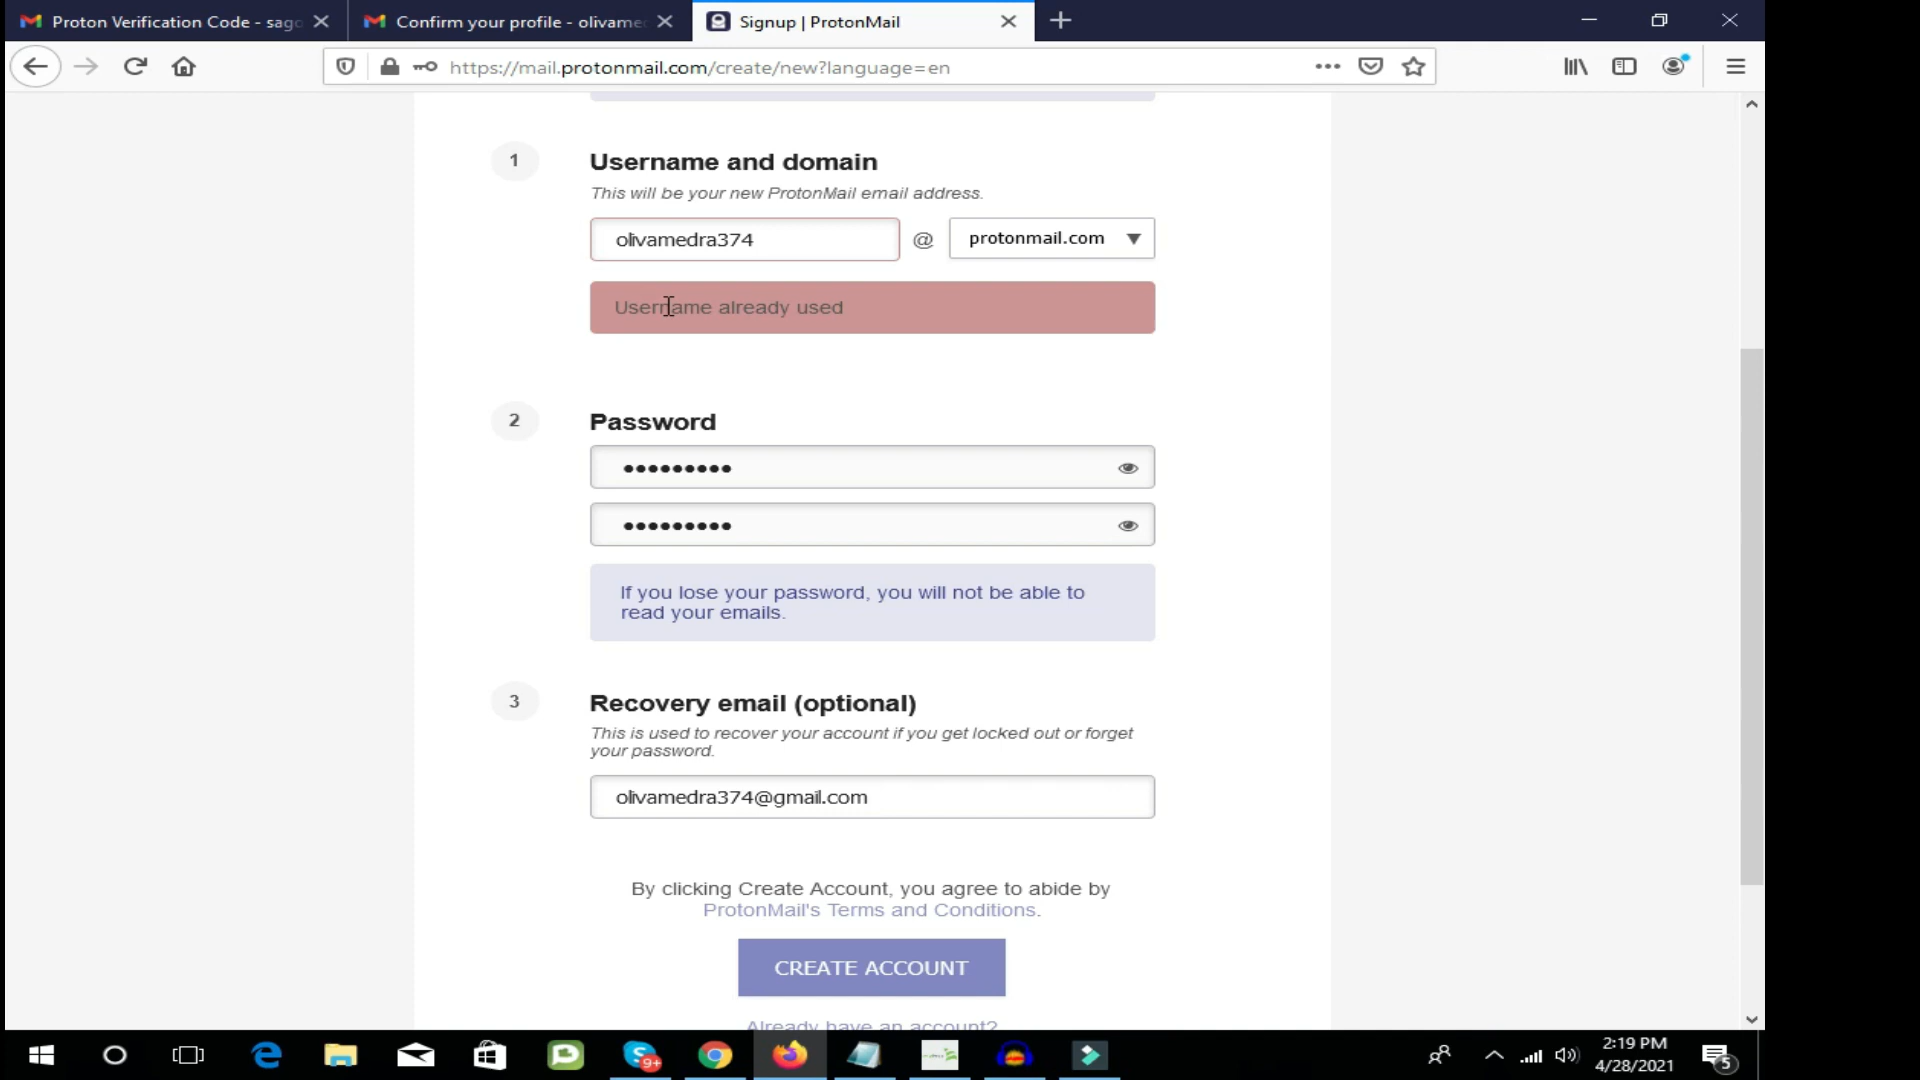 Proton Verification Code - sago
Confirm your profile - olivame
Signup | ProtonMail
https://mail.protonmail.com/create/new?language=en
1
Username and domain
This will be your new ProtonMail email address.
olivamedra374
@
protonmail.com
Username already used
2
Password
If you lose your password, you will not be able to
read your emails.
3
Recovery email (optional)
This is used to recover your account if you get locked out or forget
your password.
olivamedra374@gmail.com
By clicking Create Account, you agree to abide by
ProtonMail's Terms and Conditions.
CREATE ACCOUNT
Already have an account?
9+
2:19 PM
4/28/2021
5